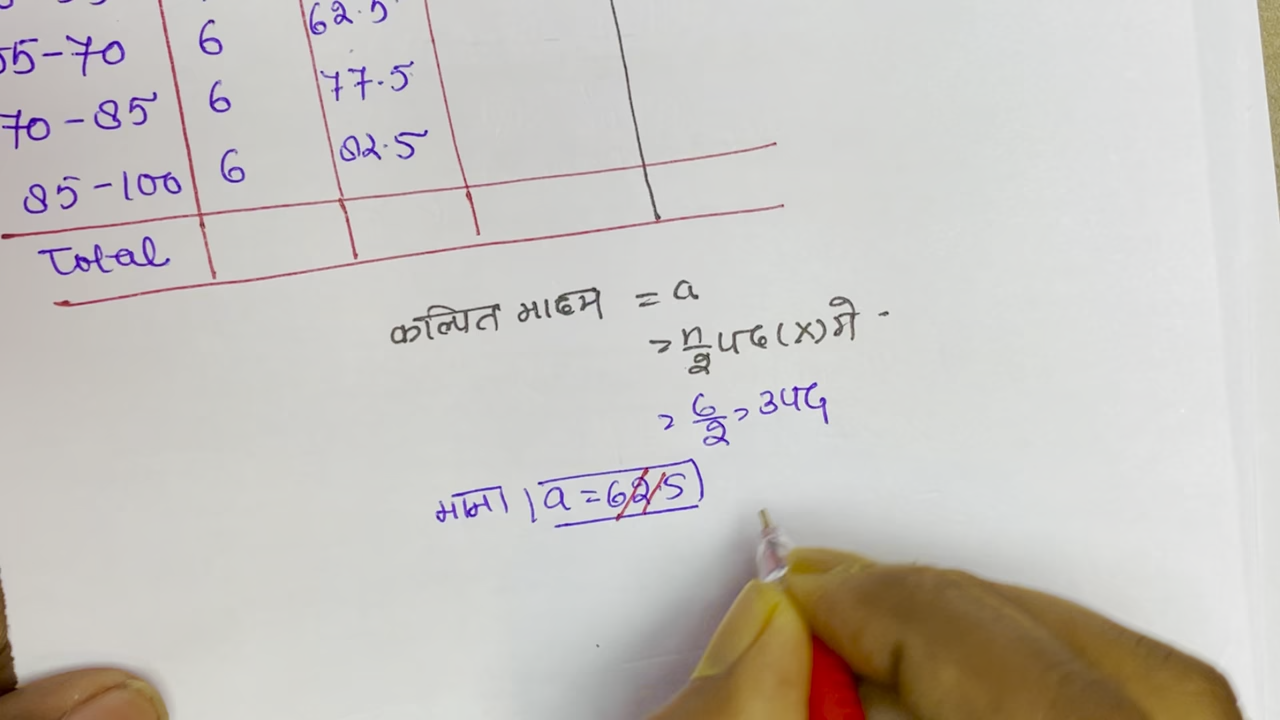 62.5
55-70 6
70-85 6 77.5
85-100 6 82.5
Total
कल्पित माध्य = a
= n/2 पद (x) में -
= 6/2 = 3 पद
माना, a = 62.5